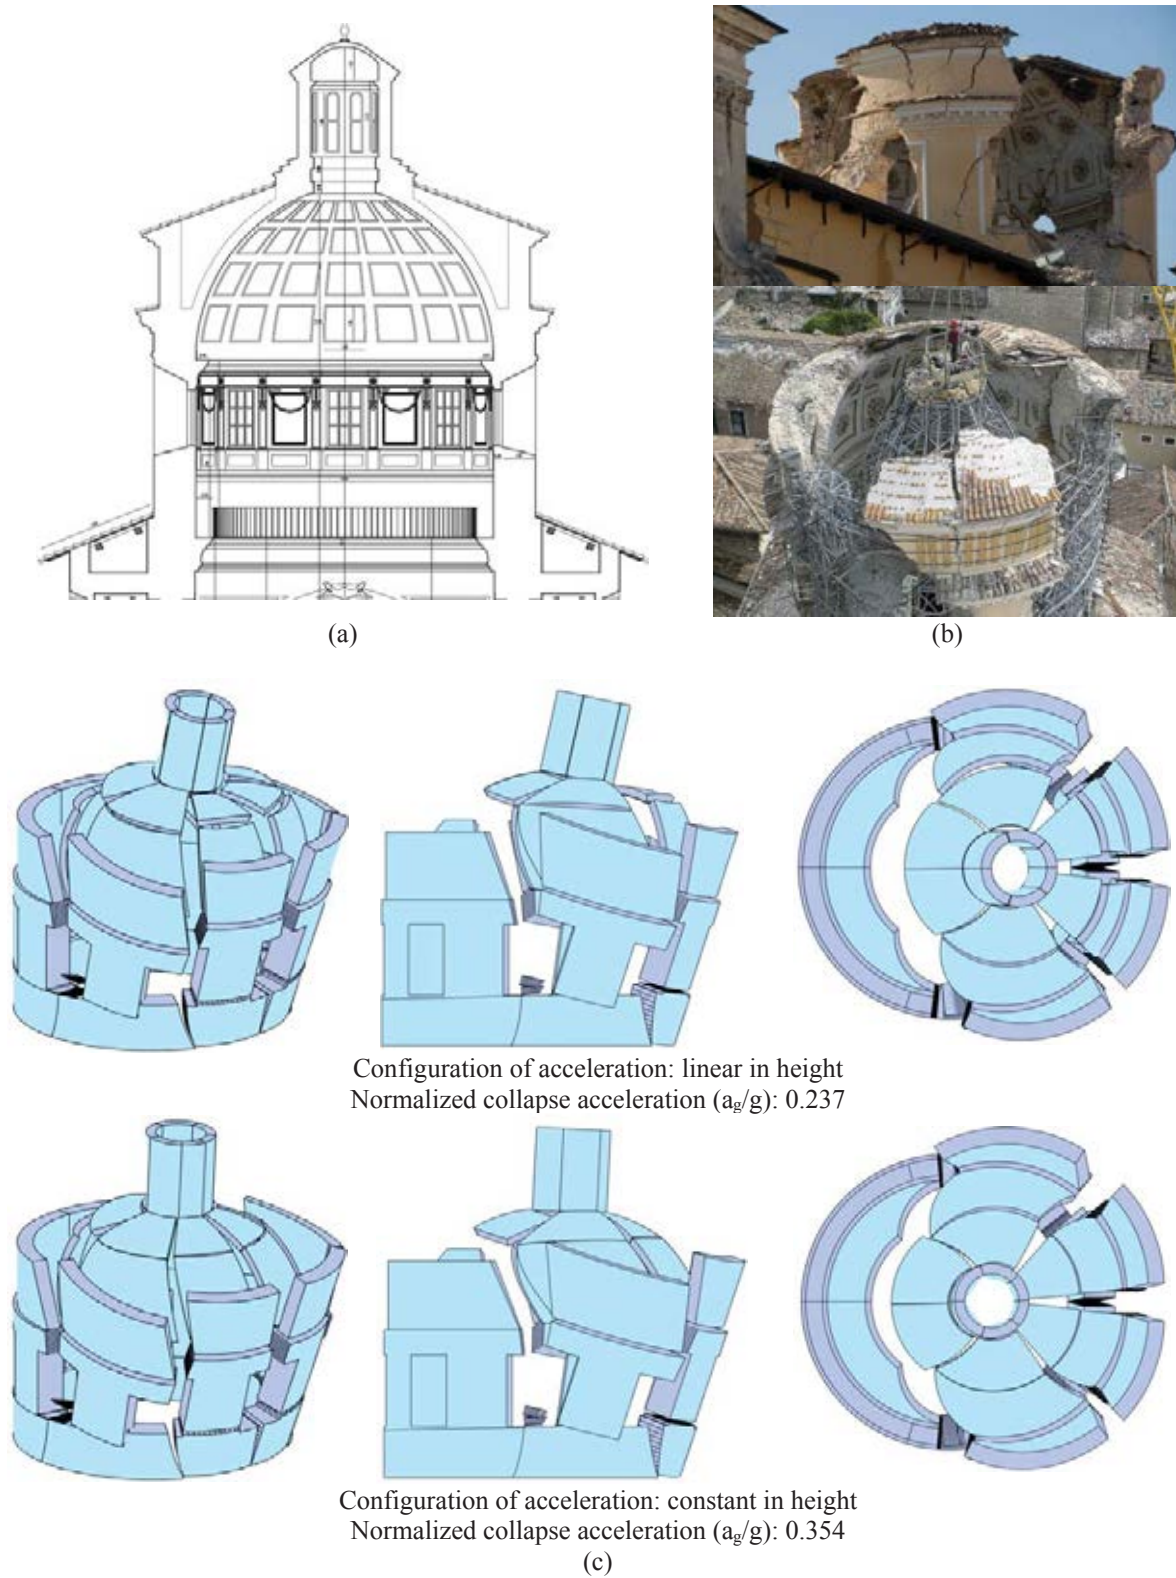 (a)
(b)
Configuration of acceleration: linear in height
Normalized collapse acceleration (ag/g): 0.237
Configuration of acceleration: constant in height
Normalized collapse acceleration (ag/g): 0.354
(c)